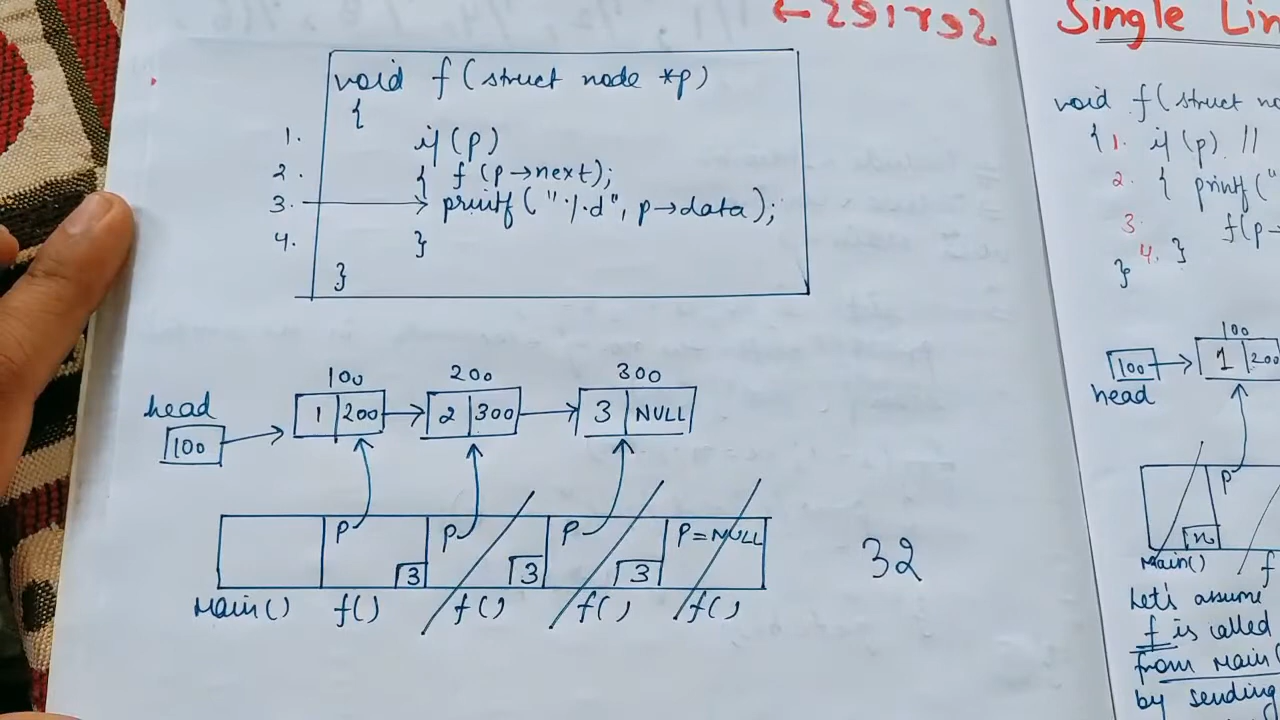 void f (struct node *p)
{
1. if (p)
2. { f (p→next);
3. printf ("%d", p→data);
4. }
}
head
100
100 200 300
1 200 2 300 3 NULL
P P P P = NULL
3 3 3
Main() f() f() f() f()
32
Single Lin
void f (struct no
{ 1. if (p) //
2. { printf ("
3 f(p→
4. }
}
100
100 1 200
head
P
n
Main() f
Let's assume
f is called
from main(
by sending